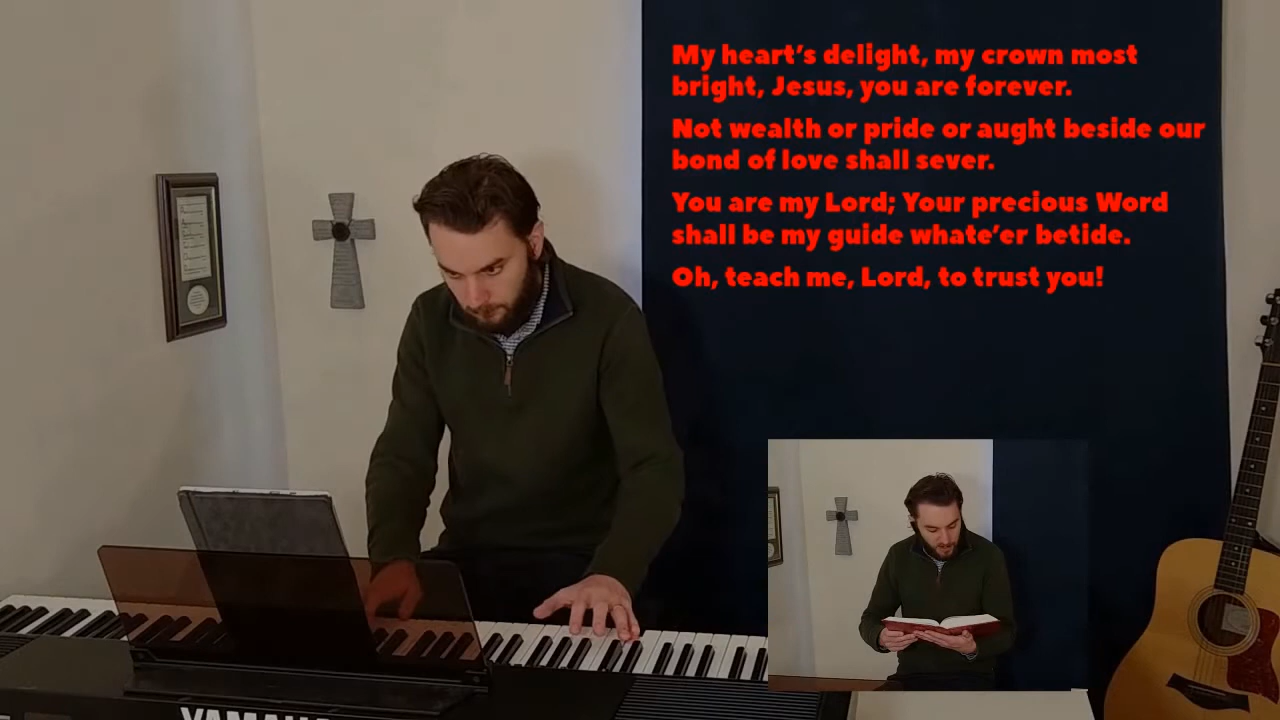 My heart's delight, my crown most
bright, Jesus, you are forever.
Not wealth or pride or aught beside our
bond of love shall sever.
You are my Lord; Your precious Word
shall be my guide whate'er betide.
Oh, teach me, Lord, to trust you!
YAMAHA